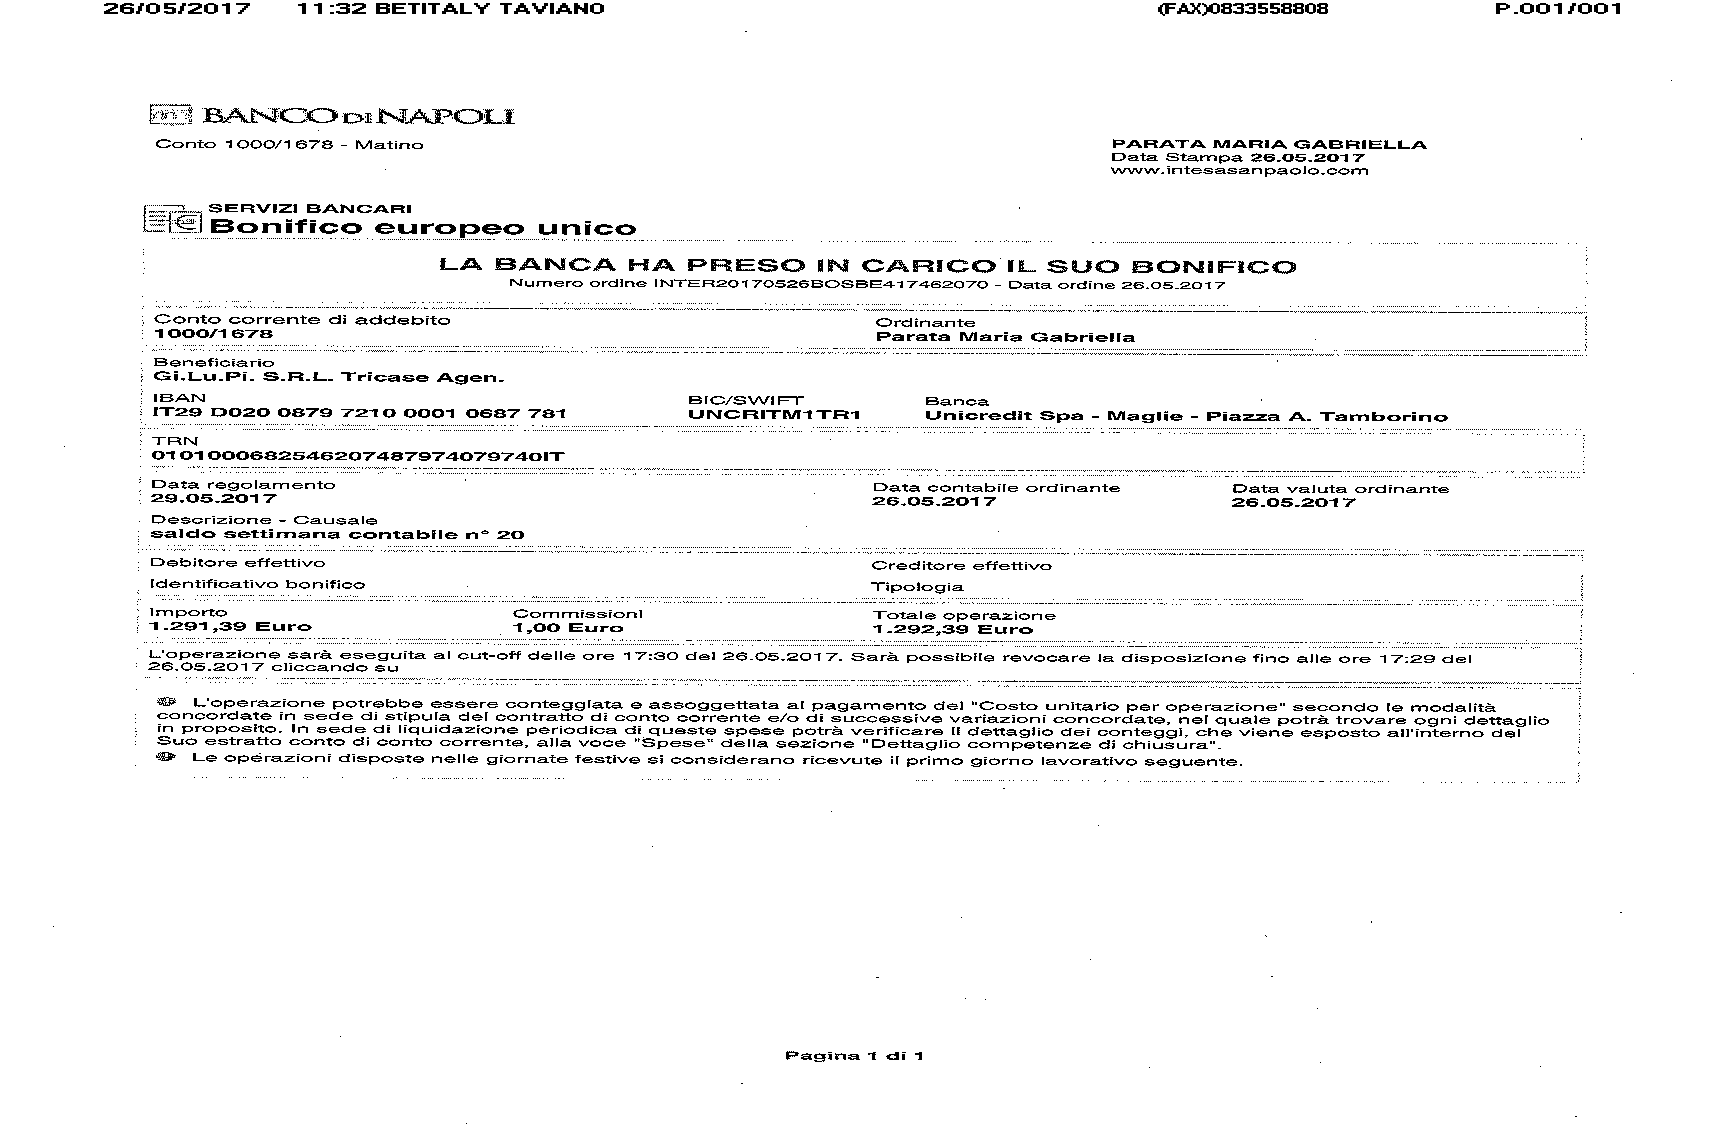 26/05/2017 11:32 BETITALY TAVIANO (FAX)0833558808 P.001/001
BANCO DI NAPOLI
Conto 1000/1678 - Matino
PARATA MARIA GABRIELLA
Data Stampa 26.05.2017
www.intesasanpaolo.com
SERVIZI BANCARI
Bonifico europeo unico
LA BANCA HA PRESO IN CARICO IL SUO BONIFICO
Numero ordine INTER20170526BOSBE417462070 - Data ordine 26.05.2017
Conto corrente di addebito Ordinante
1000/1678 Parata Maria Gabriella
Beneficiario
Gi.Lu.Pi. S.R.L. Tricase Agen.
IBAN BIC/SWIFT Banca
IT29 D020 0879 7210 0001 0687 781 UNCRITM1TR1 Unicredit Spa - Maglie - Piazza A. Tamborino
TRN
0101000682546207487974079740IT
Data regolamento Data contabile ordinante Data valuta ordinante
29.05.2017 26.05.2017 26.05.2017
Descrizione - Causale
saldo settimana contabile n° 20
Debitore effettivo Creditore effettivo
Identificativo bonifico Tipologia
Importo Commissioni Totale operazione
1.291,39 Euro 1,00 Euro 1.292,39 Euro
L'operazione sarà eseguita al cut-off delle ore 17:30 del 26.05.2017. Sarà possibile revocare la disposizione fino alle ore 17:29 del
26.05.2017 cliccando su
L'operazione potrebbe essere conteggiata e assoggettata al pagamento del "Costo unitario per operazione" secondo le modalità
concordate in sede di stipula del contratto di conto corrente e/o di successive variazioni concordate, nel quale potrà trovare ogni dettaglio
in proposito. In sede di liquidazione periodica di queste spese potrà verificare il dettaglio dei conteggi, che viene esposto all'interno del
Suo estratto conto di conto corrente, alla voce "Spese" della sezione "Dettaglio competenze di chiusura".
Le operazioni disposte nelle giornate festive si considerano ricevute il primo giorno lavorativo seguente.
Pagina 1 di 1